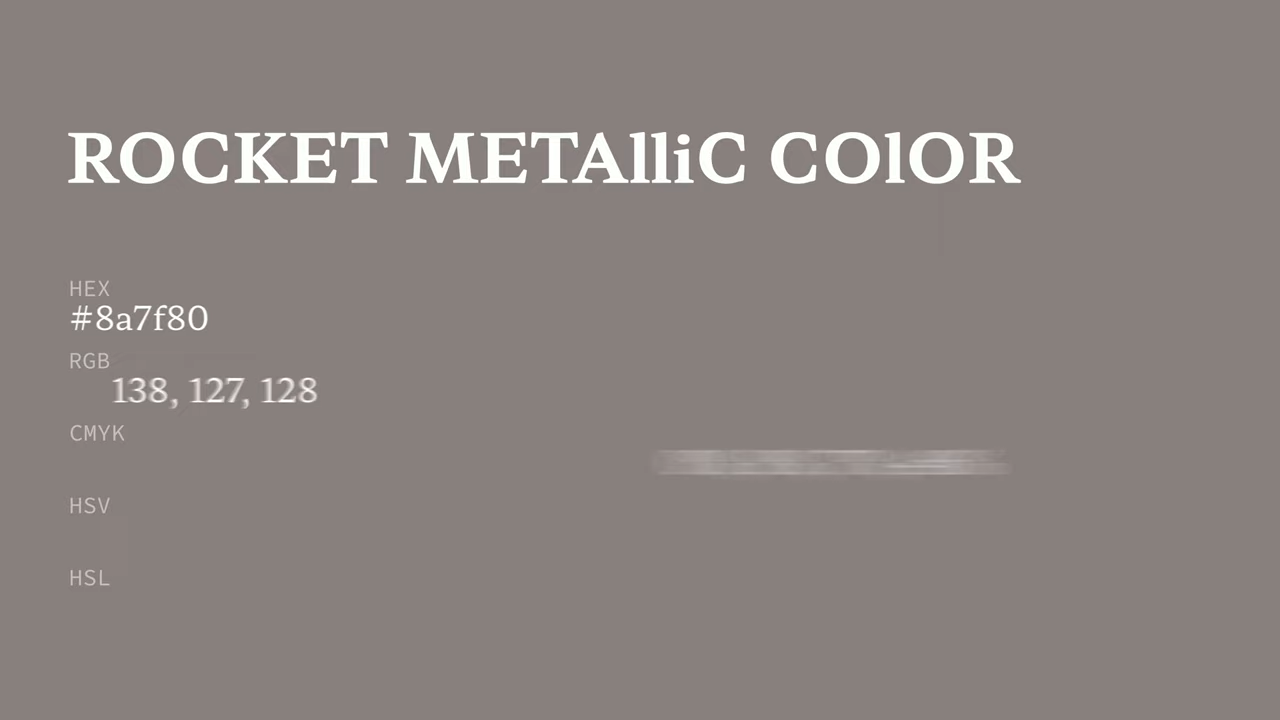 ROCKET METAlliC COlOR
HEX
#8a7f80
RGB
138, 127, 128
CMYK
HSV
HSL